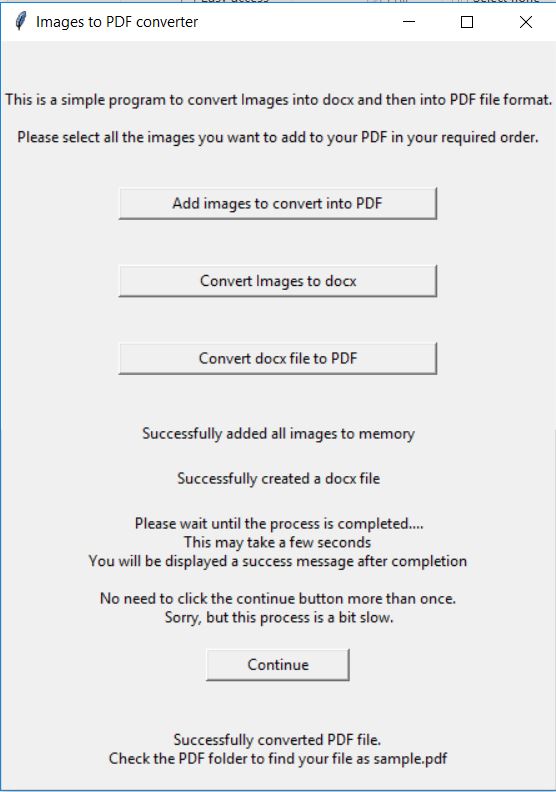 Images to PDF converter
This is a simple program to convert Images into docx and then into PDF file format.
Please select all the images you want to add to your PDF in your required order.
Add images to convert into PDF
Convert Images to docx
Convert docx file to PDF
Successfully added all images to memory
Successfully created a docx file
Please wait until the process is completed....
This may take a few seconds
You will be displayed a success message after completion
No need to click the continue button more than once.
Sorry, but this process is a bit slow.
Continue
Successfully converted PDF file.
Check the PDF folder to find your file as sample.pdf